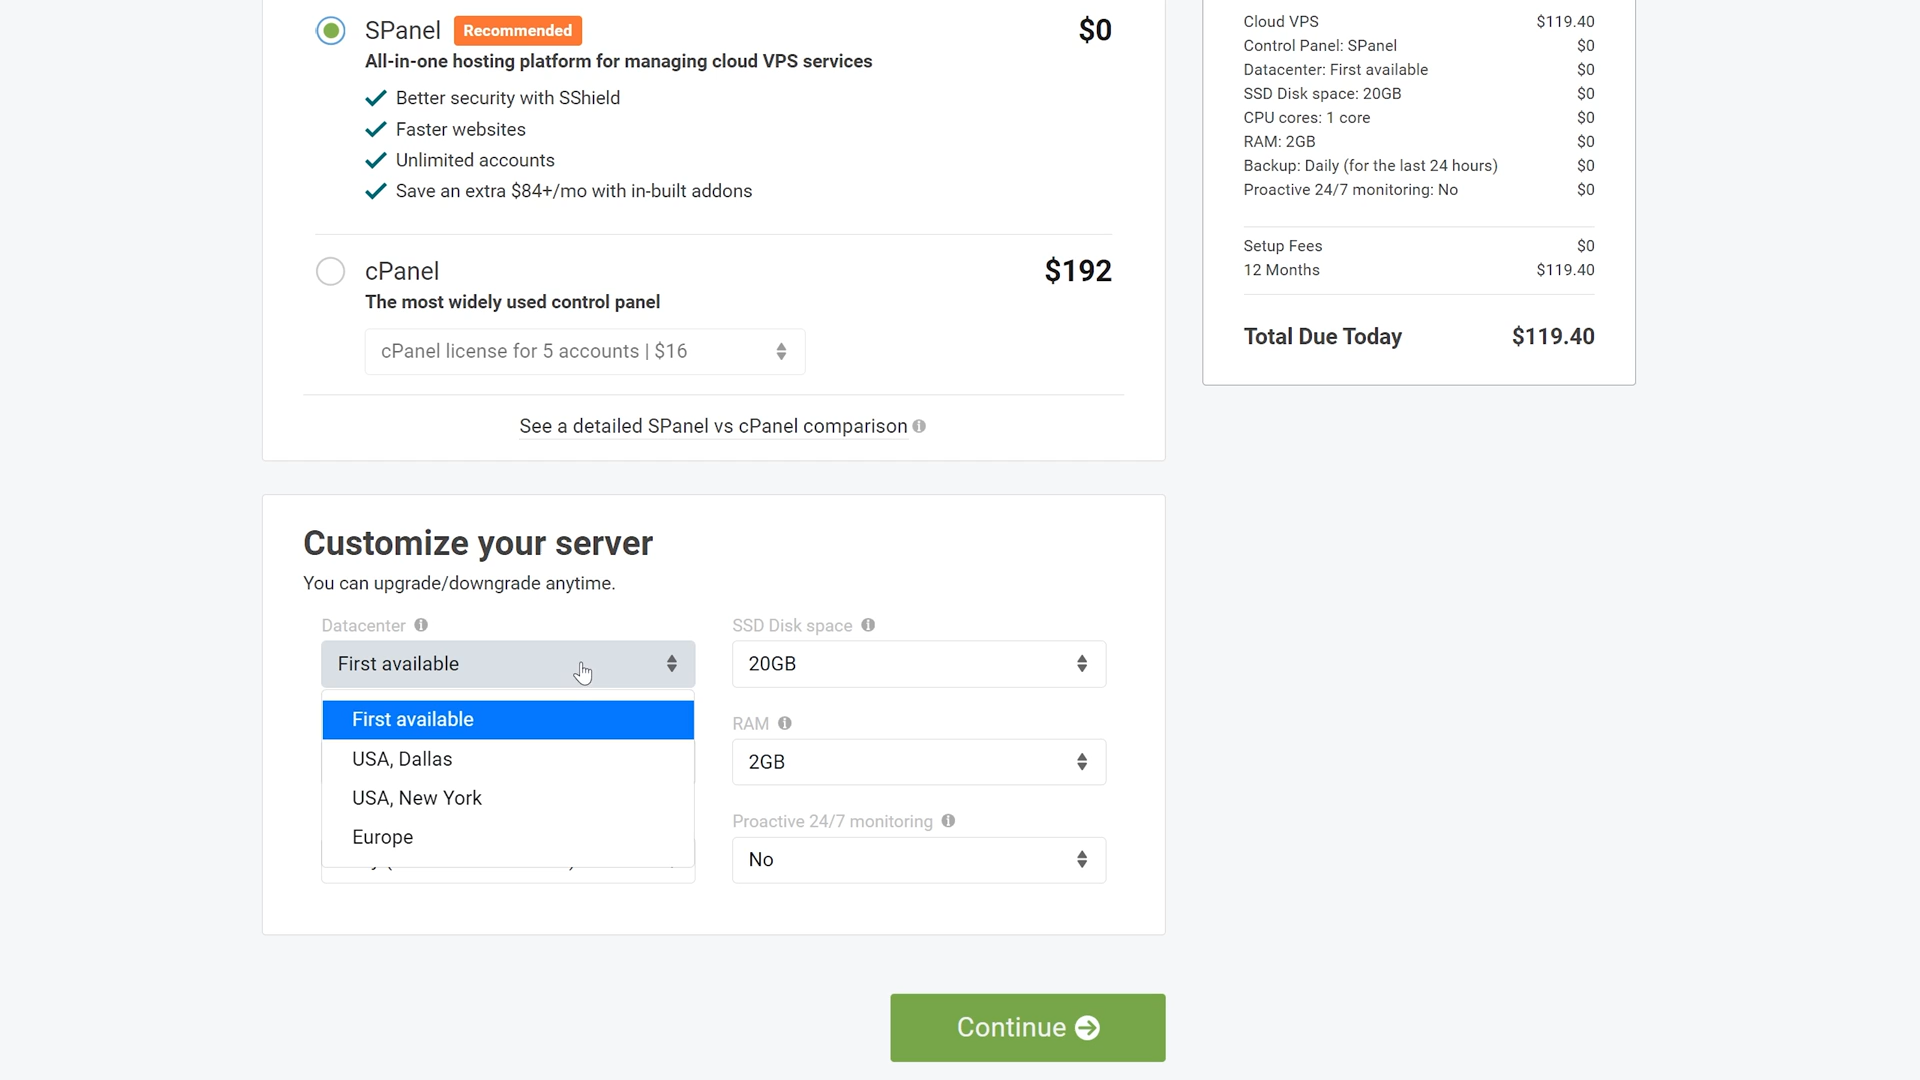 SPanel Recommended $0
All-in-one hosting platform for managing cloud VPS services
Better security with SShield
Faster websites
Unlimited accounts
Save an extra $84+/mo with in-built addons
cPanel $192
The most widely used control panel
cPanel license for 5 accounts | $16
See a detailed SPanel vs cPanel comparison
Cloud VPS $119.40
Control Panel: SPanel $0
Datacenter: First available $0
SSD Disk space: 20GB $0
CPU cores: 1 core $0
RAM: 2GB $0
Backup: Daily (for the last 24 hours) $0
Proactive 24/7 monitoring: No $0
Setup Fees $0
12 Months $119.40
Total Due Today $119.40
Customize your server
You can upgrade/downgrade anytime.
Datacenter
First available
First available
USA, Dallas
USA, New York
Europe
SSD Disk space
20GB
RAM
2GB
Proactive 24/7 monitoring
No
Continue